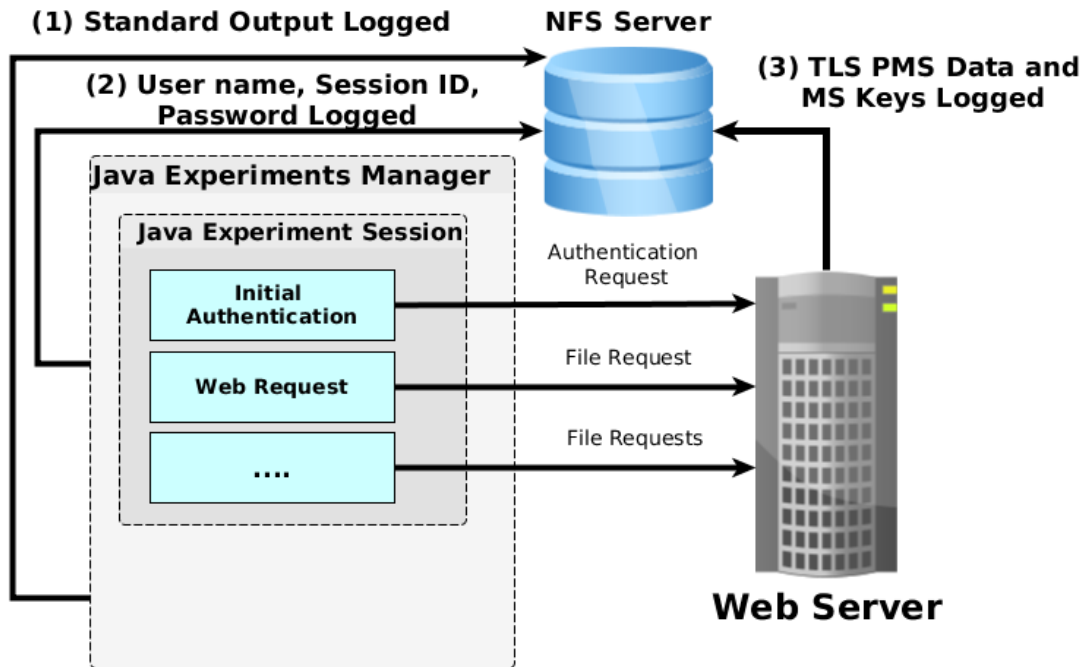 (1) Standard Output Logged
NFS Server
(2) User name, Session ID,
Password Logged
(3) TLS PMS Data and
MS Keys Logged
Java Experiments Manager
Java Experiment Session
Initial
Authentication
Authentication
Request
Web Request
File Request
....
File Requests
Web Server